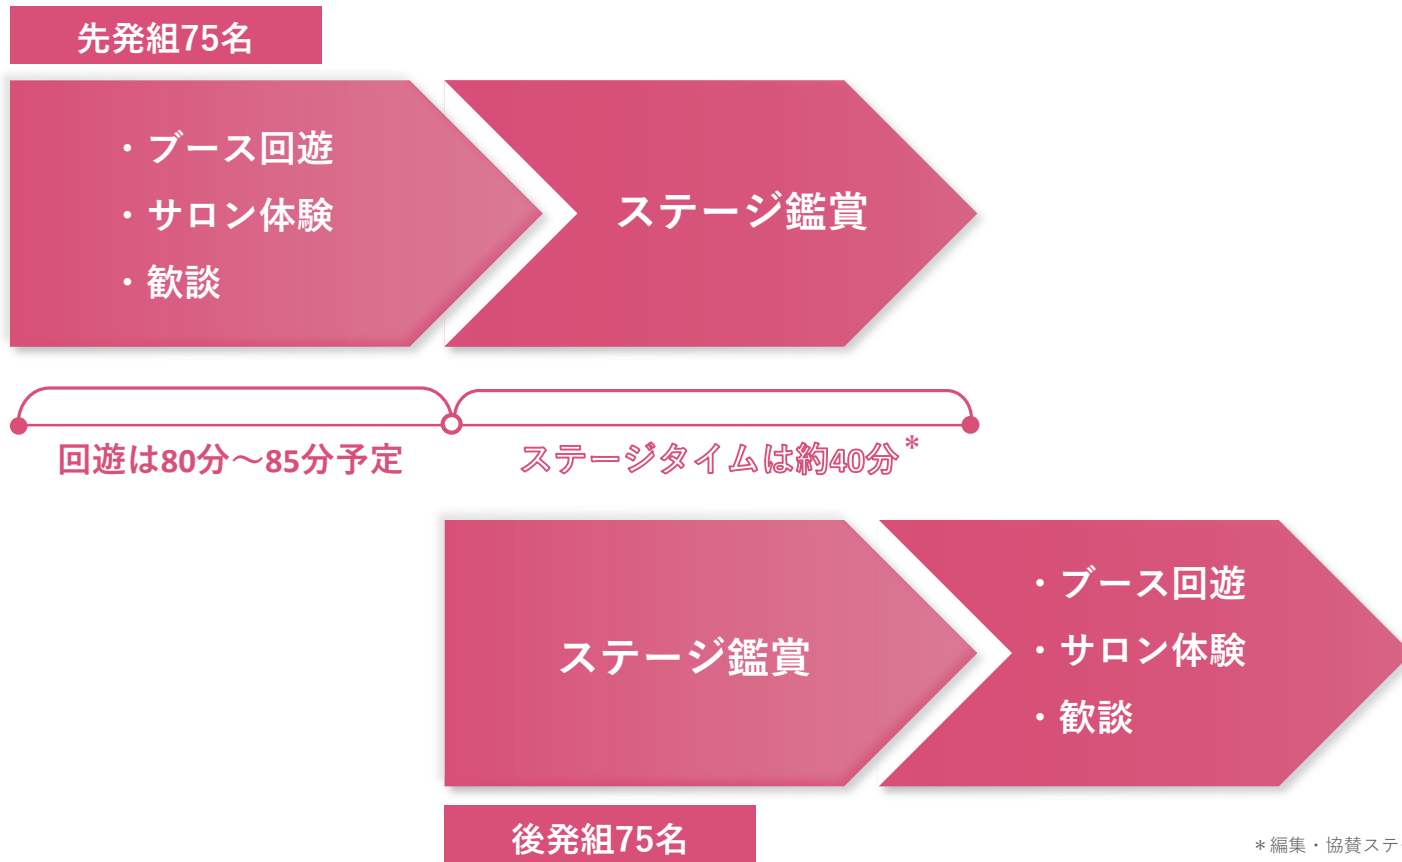 先発組75名
・ブース回遊
・サロン体験
・歓談
ステージ鑑賞
回遊は80分～85分予定
ステージタイムは約40分＊
ステージ鑑賞
・ブース回遊
・サロン体験
・歓談
後発組75名
＊編集・協賛ステ